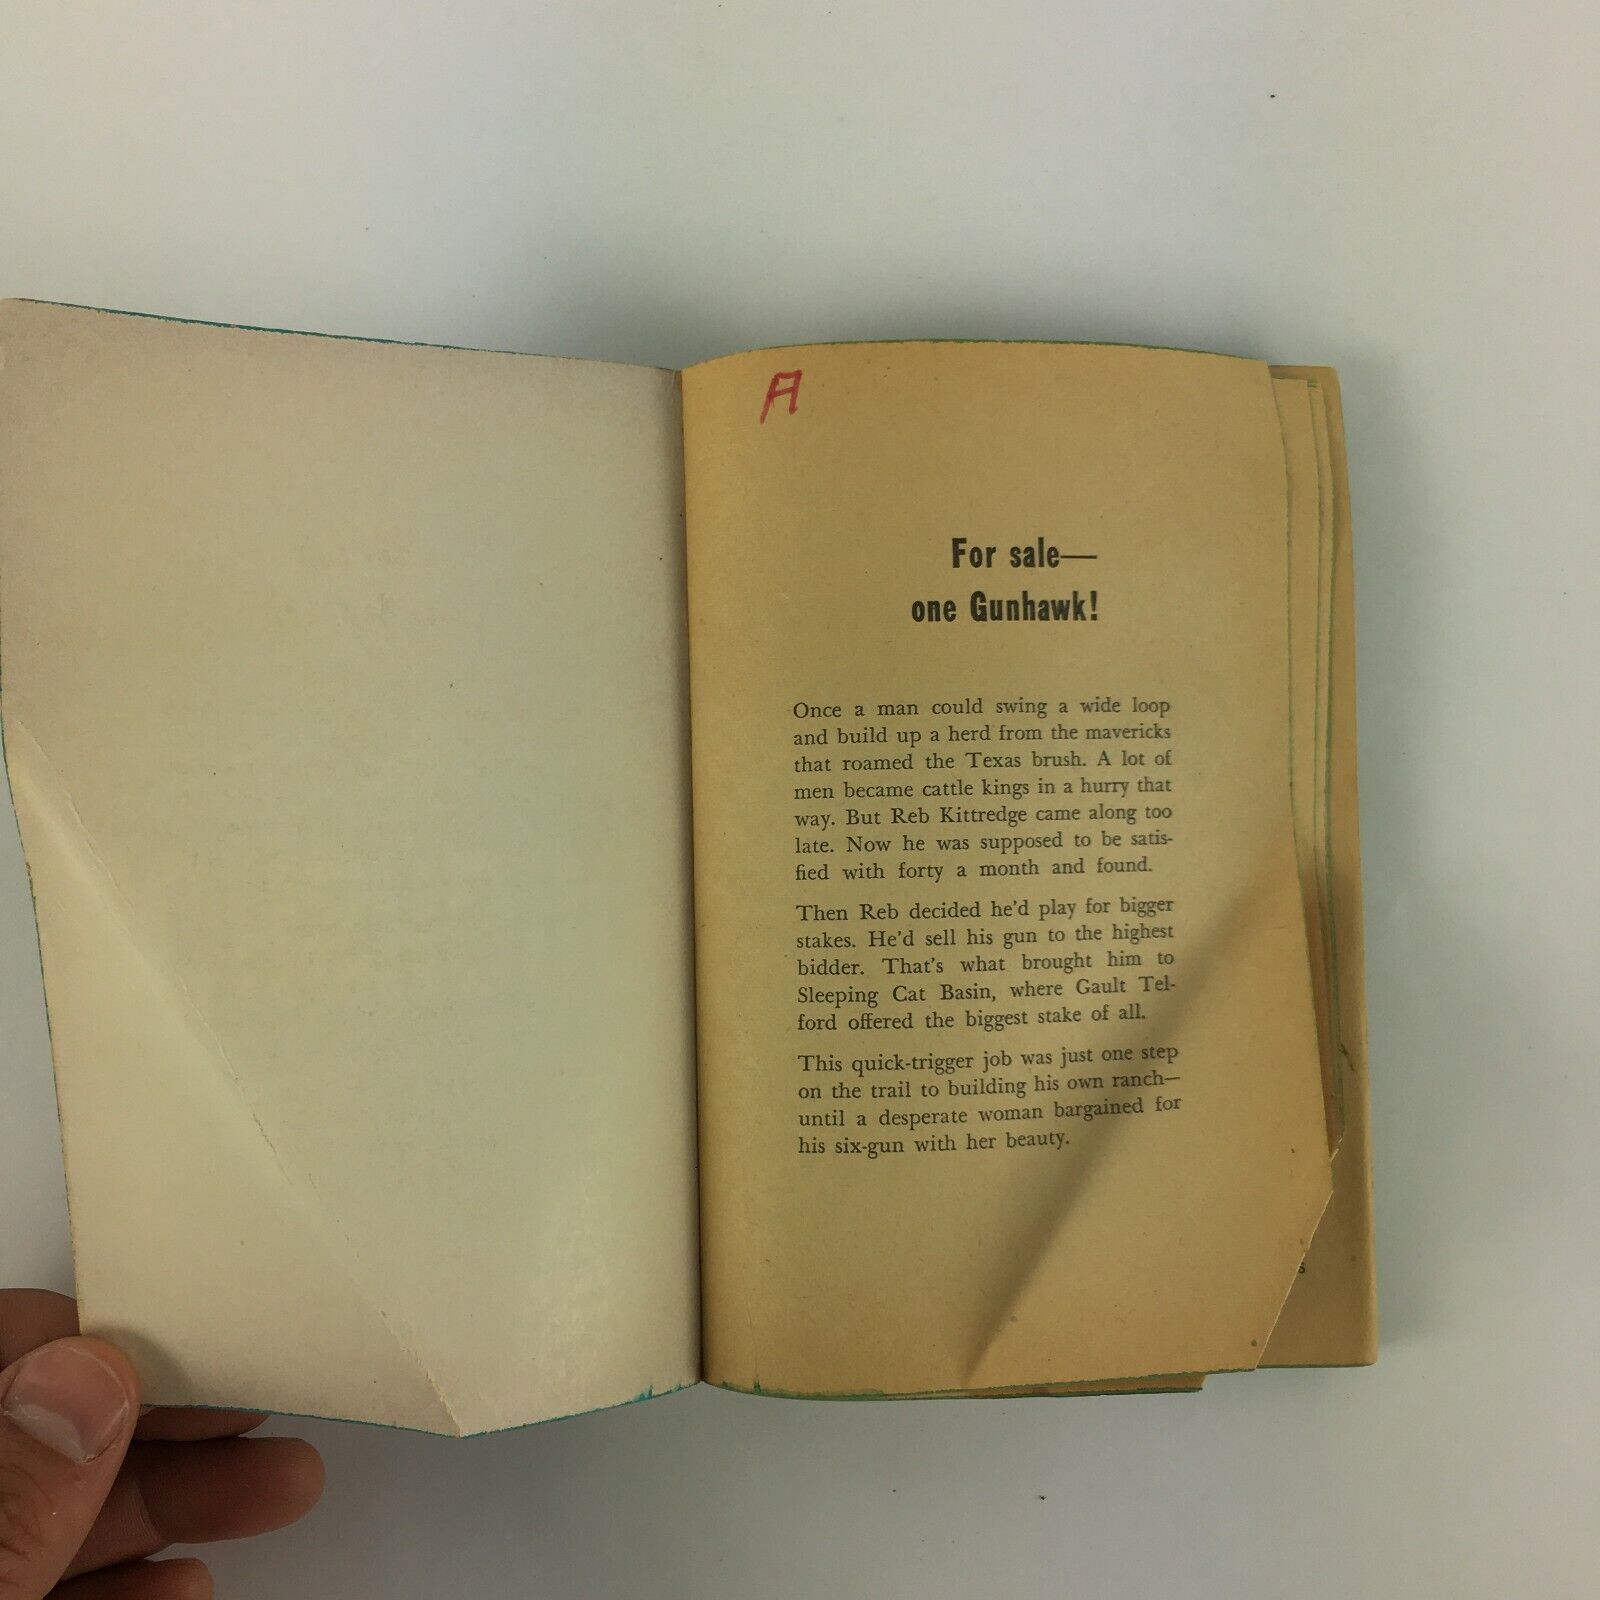 A
For sale—
one Gunhawk!
Once a man could swing a wide loop
and build up a herd from the mavericks
that roamed the Texas brush. A lot of
men became cattle kings in a hurry that
way. But Reb Kittredge came along too
late. Now he was supposed to be satis-
fied with forty a month and found.
Then Reb decided he'd play for bigger
stakes. He'd sell his gun to the highest
bidder. That's what brought him to
Sleeping Cat Basin, where Gault Tel-
ford offered the biggest stake of all.
This quick-trigger job was just one step
on the trail to building his own ranch—
until a desperate woman bargained for
his six-gun with her beauty.
s